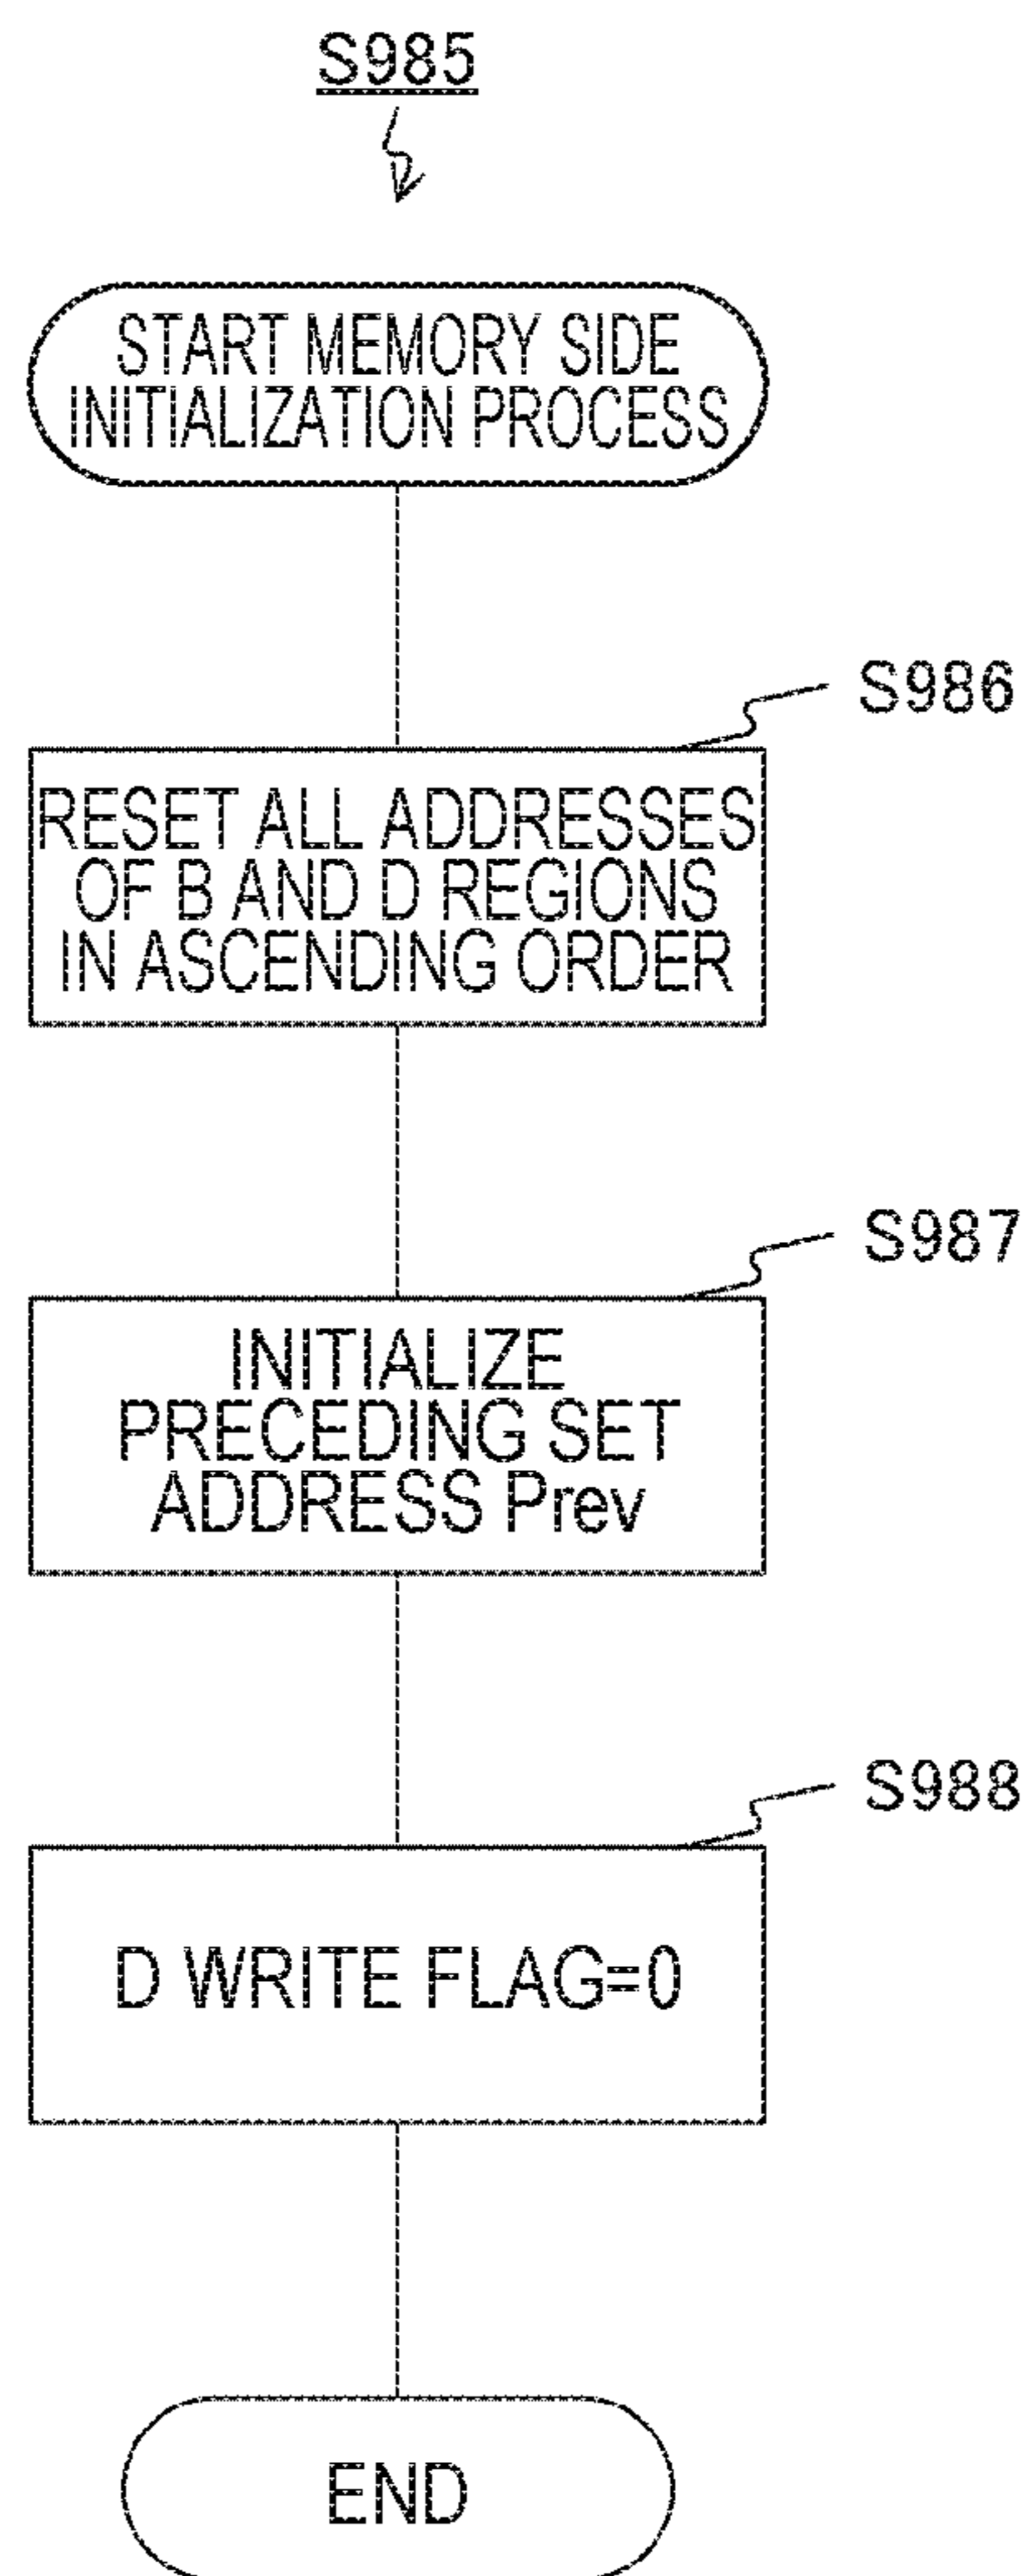 S985
START MEMORY SIDE
INITIALIZATION PROCESS
S986
RESET ALL ADDRESSES
OF B AND D REGIONS
IN ASCENDING ORDER
S987
INITIALIZE
PRECEDING SET
ADDRESS Prev
S988
D WRITE FLAG=0
END